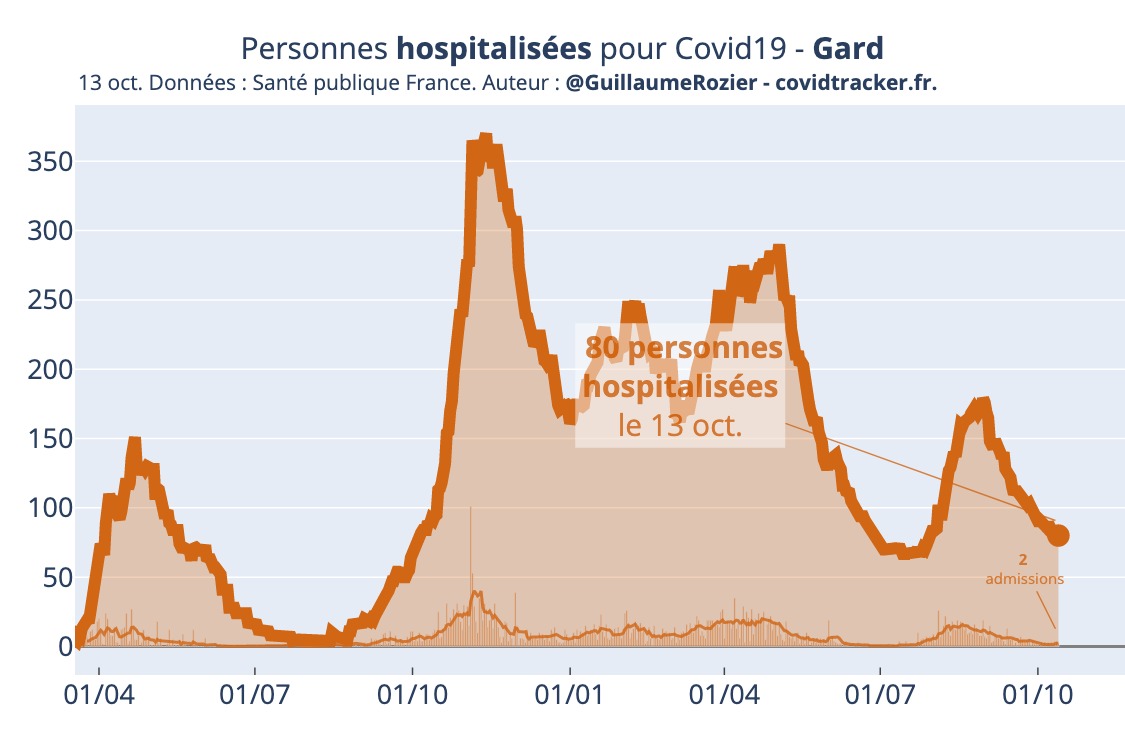 Personnes hospitalisées pour Covid19 - Gard
13 oct. Données : Santé publique France. Auteur : @GuillaumeRozier - covidtracker.fr.
350
300
250
200
150
100
50
0
80 personnes
hospitalisées
le 13 oct.
2
admissions
01/04
01/07
01/10
01/01
01/04
01/07
01/10